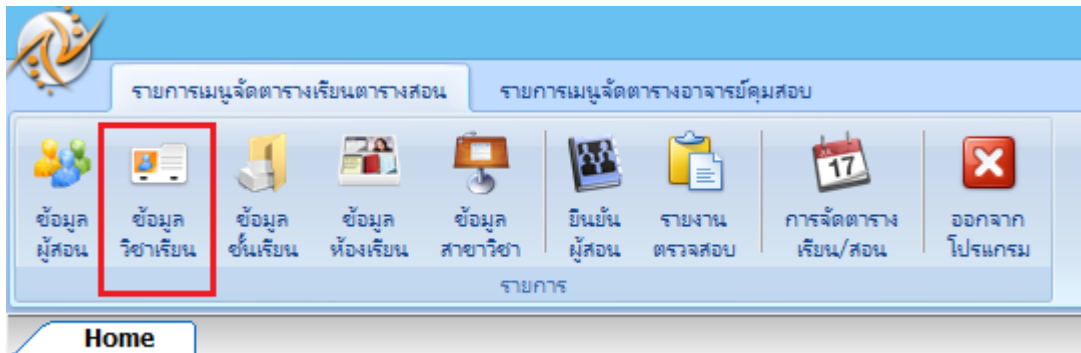 รายการเมนูจัดตารางเรียนตารางสอน รายการเมนูจัดตารางอาจารย์คุมสอบ
17
ข้อมูล ข้อมูล ข้อมูล ข้อมูล ข้อมูล ยืนยัน รายงาน การจัดตาราง ออกจาก
ผู้สอน วิชาเรียน ชั้นเรียน ห้องเรียน สาขาวิชา ผู้สอน ตรวจสอบ เรียน/สอน โปรแกรม
รายการ
Home